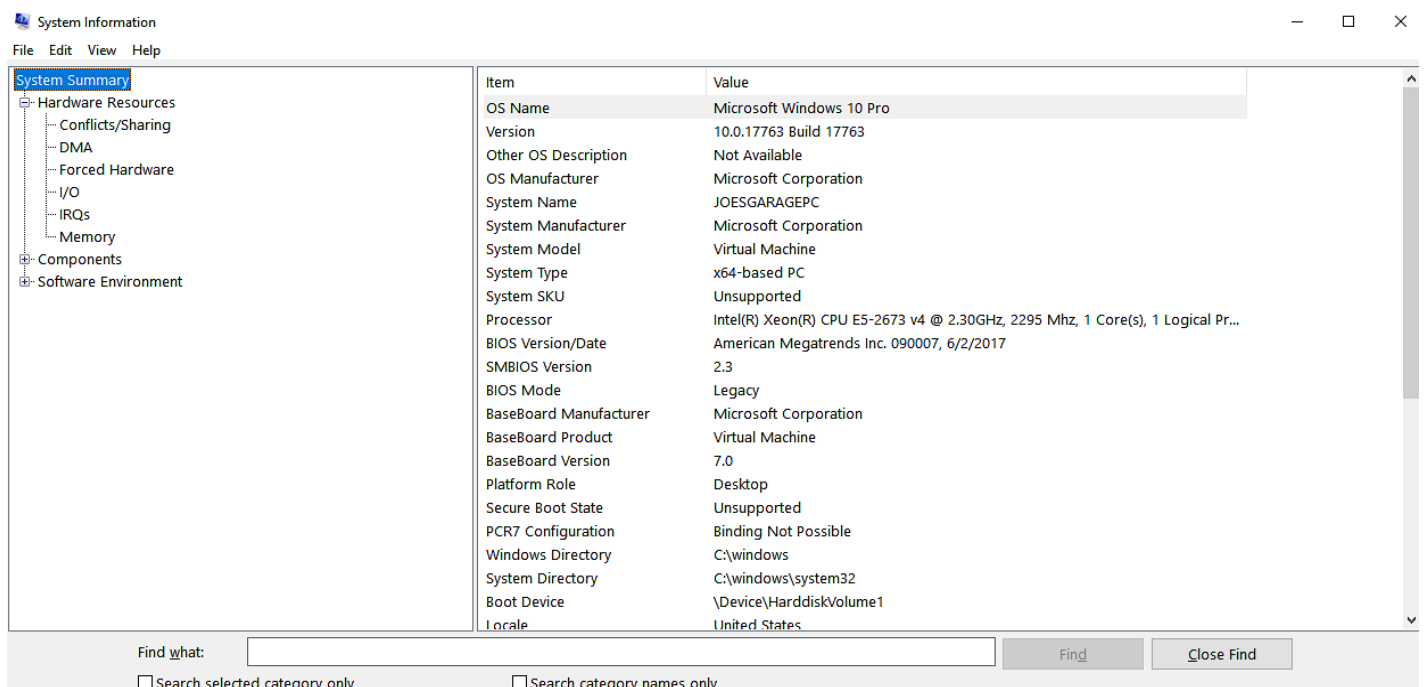 System Information
File Edit View Help
System Summary
Hardware Resources
Conflicts/Sharing
DMA
Forced Hardware
I/O
IRQs
Memory
Components
Software Environment
Item Value
OS Name Microsoft Windows 10 Pro
Version 10.0.17763 Build 17763
Other OS Description Not Available
OS Manufacturer Microsoft Corporation
System Name JOESGARAGEPC
System Manufacturer Microsoft Corporation
System Model Virtual Machine
System Type x64-based PC
System SKU Unsupported
Processor Intel(R) Xeon(R) CPU E5-2673 v4 @ 2.30GHz, 2295 Mhz, 1 Core(s), 1 Logical Pr...
BIOS Version/Date American Megatrends Inc. 090007, 6/2/2017
SMBIOS Version 2.3
BIOS Mode Legacy
BaseBoard Manufacturer Microsoft Corporation
BaseBoard Product Virtual Machine
BaseBoard Version 7.0
Platform Role Desktop
Secure Boot State Unsupported
PCR7 Configuration Binding Not Possible
Windows Directory C:\windows
System Directory C:\windows\system32
Boot Device \Device\HarddiskVolume1
Locale United States
Find what: Find Close Find
Search selected category only Search category names only